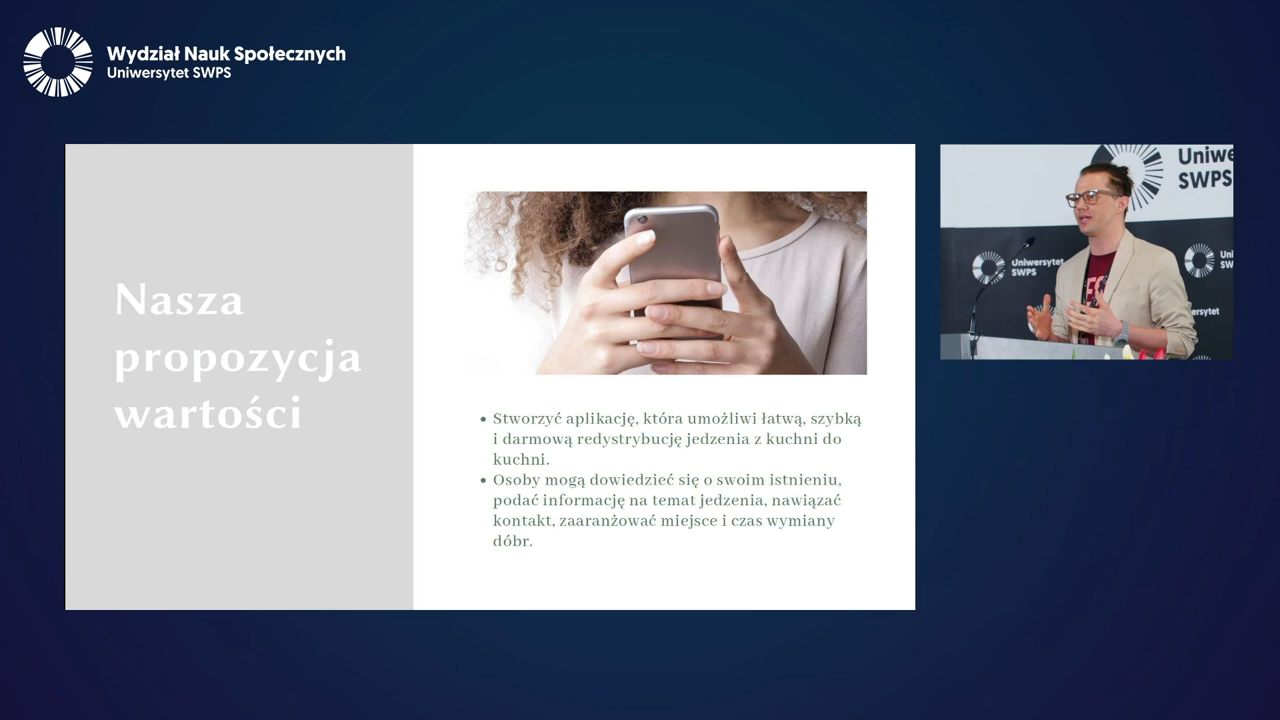 Wydział Nauk Społecznych
Uniwersytet SWPS
Nasza
propozycja
wartości
• Stworzyć aplikację, która umożliwi łatwą, szybką
i darmową redystrybucję jedzenia z kuchni do
kuchni.
• Osoby mogą dowiedzieć się o swoim istnieniu,
podać informację na temat jedzenia, nawiązać
kontakt, zaaranżować miejsce i czas wymiany
dóbr.
Uniwe
SWPS
Uniwersytet
SWPS
Uniwersyt
SW
ersytet